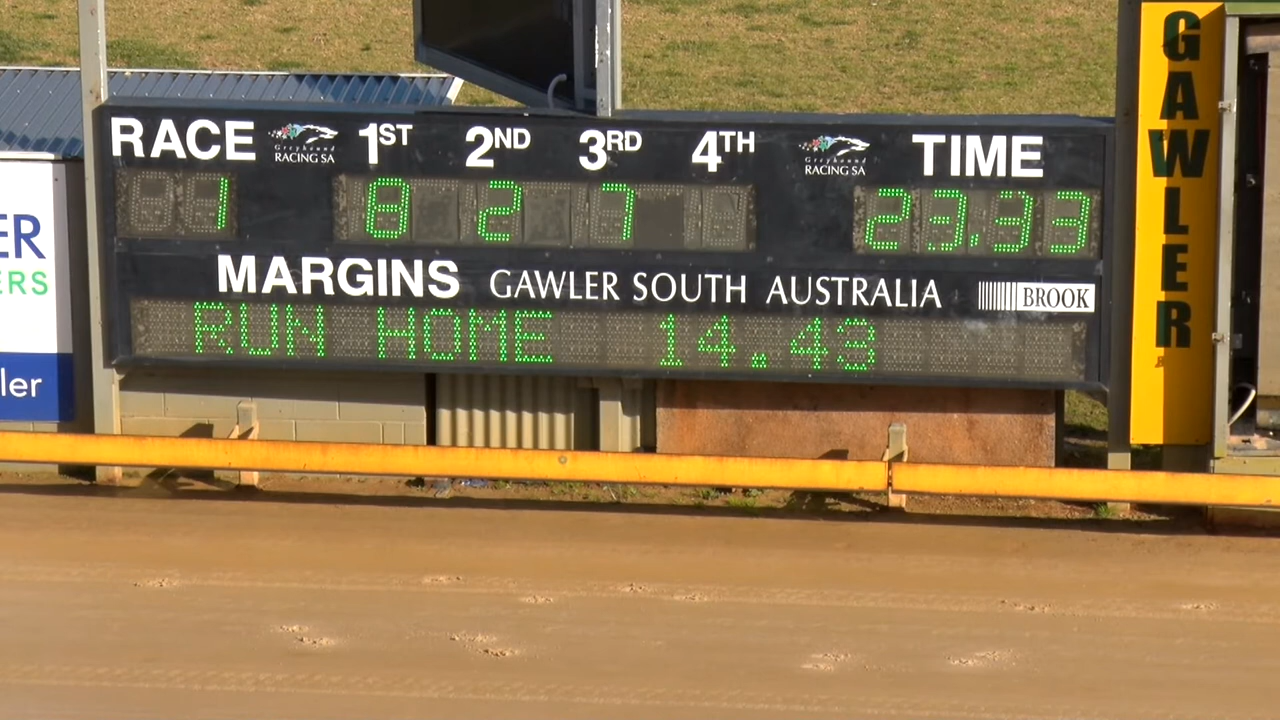 RACE
Greyhound
RACING SA
1ST 2ND 3RD 4TH
Greyhound
RACING SA
TIME
1 8 2 7 23.33
MARGINS GAWLER SOUTH AUSTRALIA BROOK
RUN HOME 14.43
GAWLER
ER
ERS
ler